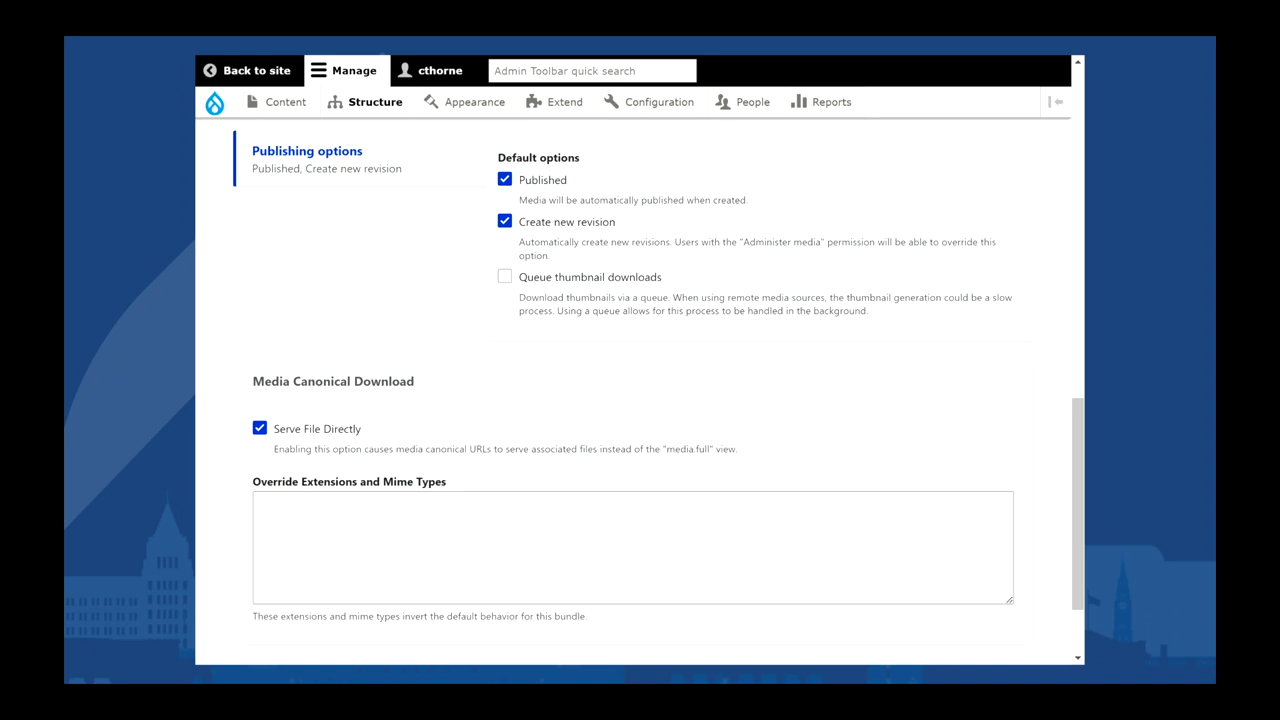 Back to site Manage cthorne Admin Toolbar quick search
Content Structure Appearance Extend Configuration People Reports
Publishing options
Published, Create new revision
Default options
Published
Media will be automatically published when created.
Create new revision
Automatically create new revisions. Users with the "Administer media" permission will be able to override this
option.
Queue thumbnail downloads
Download thumbnails via a queue. When using remote media sources, the thumbnail generation could be a slow
process. Using a queue allows for this process to be handled in the background.
Media Canonical Download
Serve File Directly
Enabling this option causes media canonical URLs to serve associated files instead of the "media.full" view.
Override Extensions and Mime Types
These extensions and mime types invert the default behavior for this bundle.